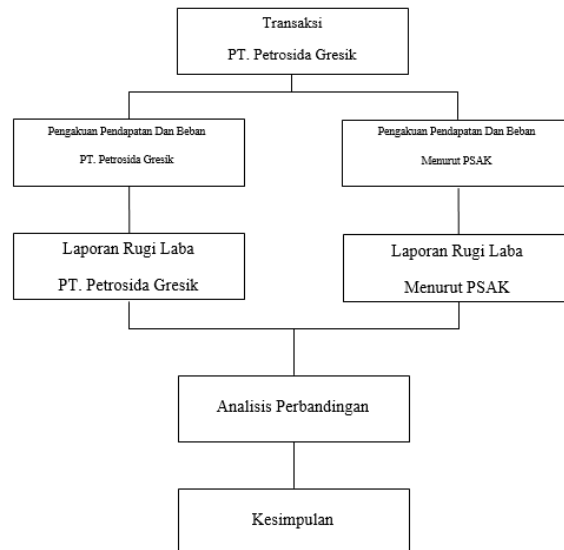 Transaksi
PT. Petrosida Gresik
Pengakuan Pendapatan Dan Beban
PT. Petrosida Gresik
Pengakuan Pendapatan Dan Beban
Menurut PSAK
Laporan Rugi Laba
PT. Petrosida Gresik
Laporan Rugi Laba
Menurut PSAK
Analisis Perbandingan
Kesimpulan